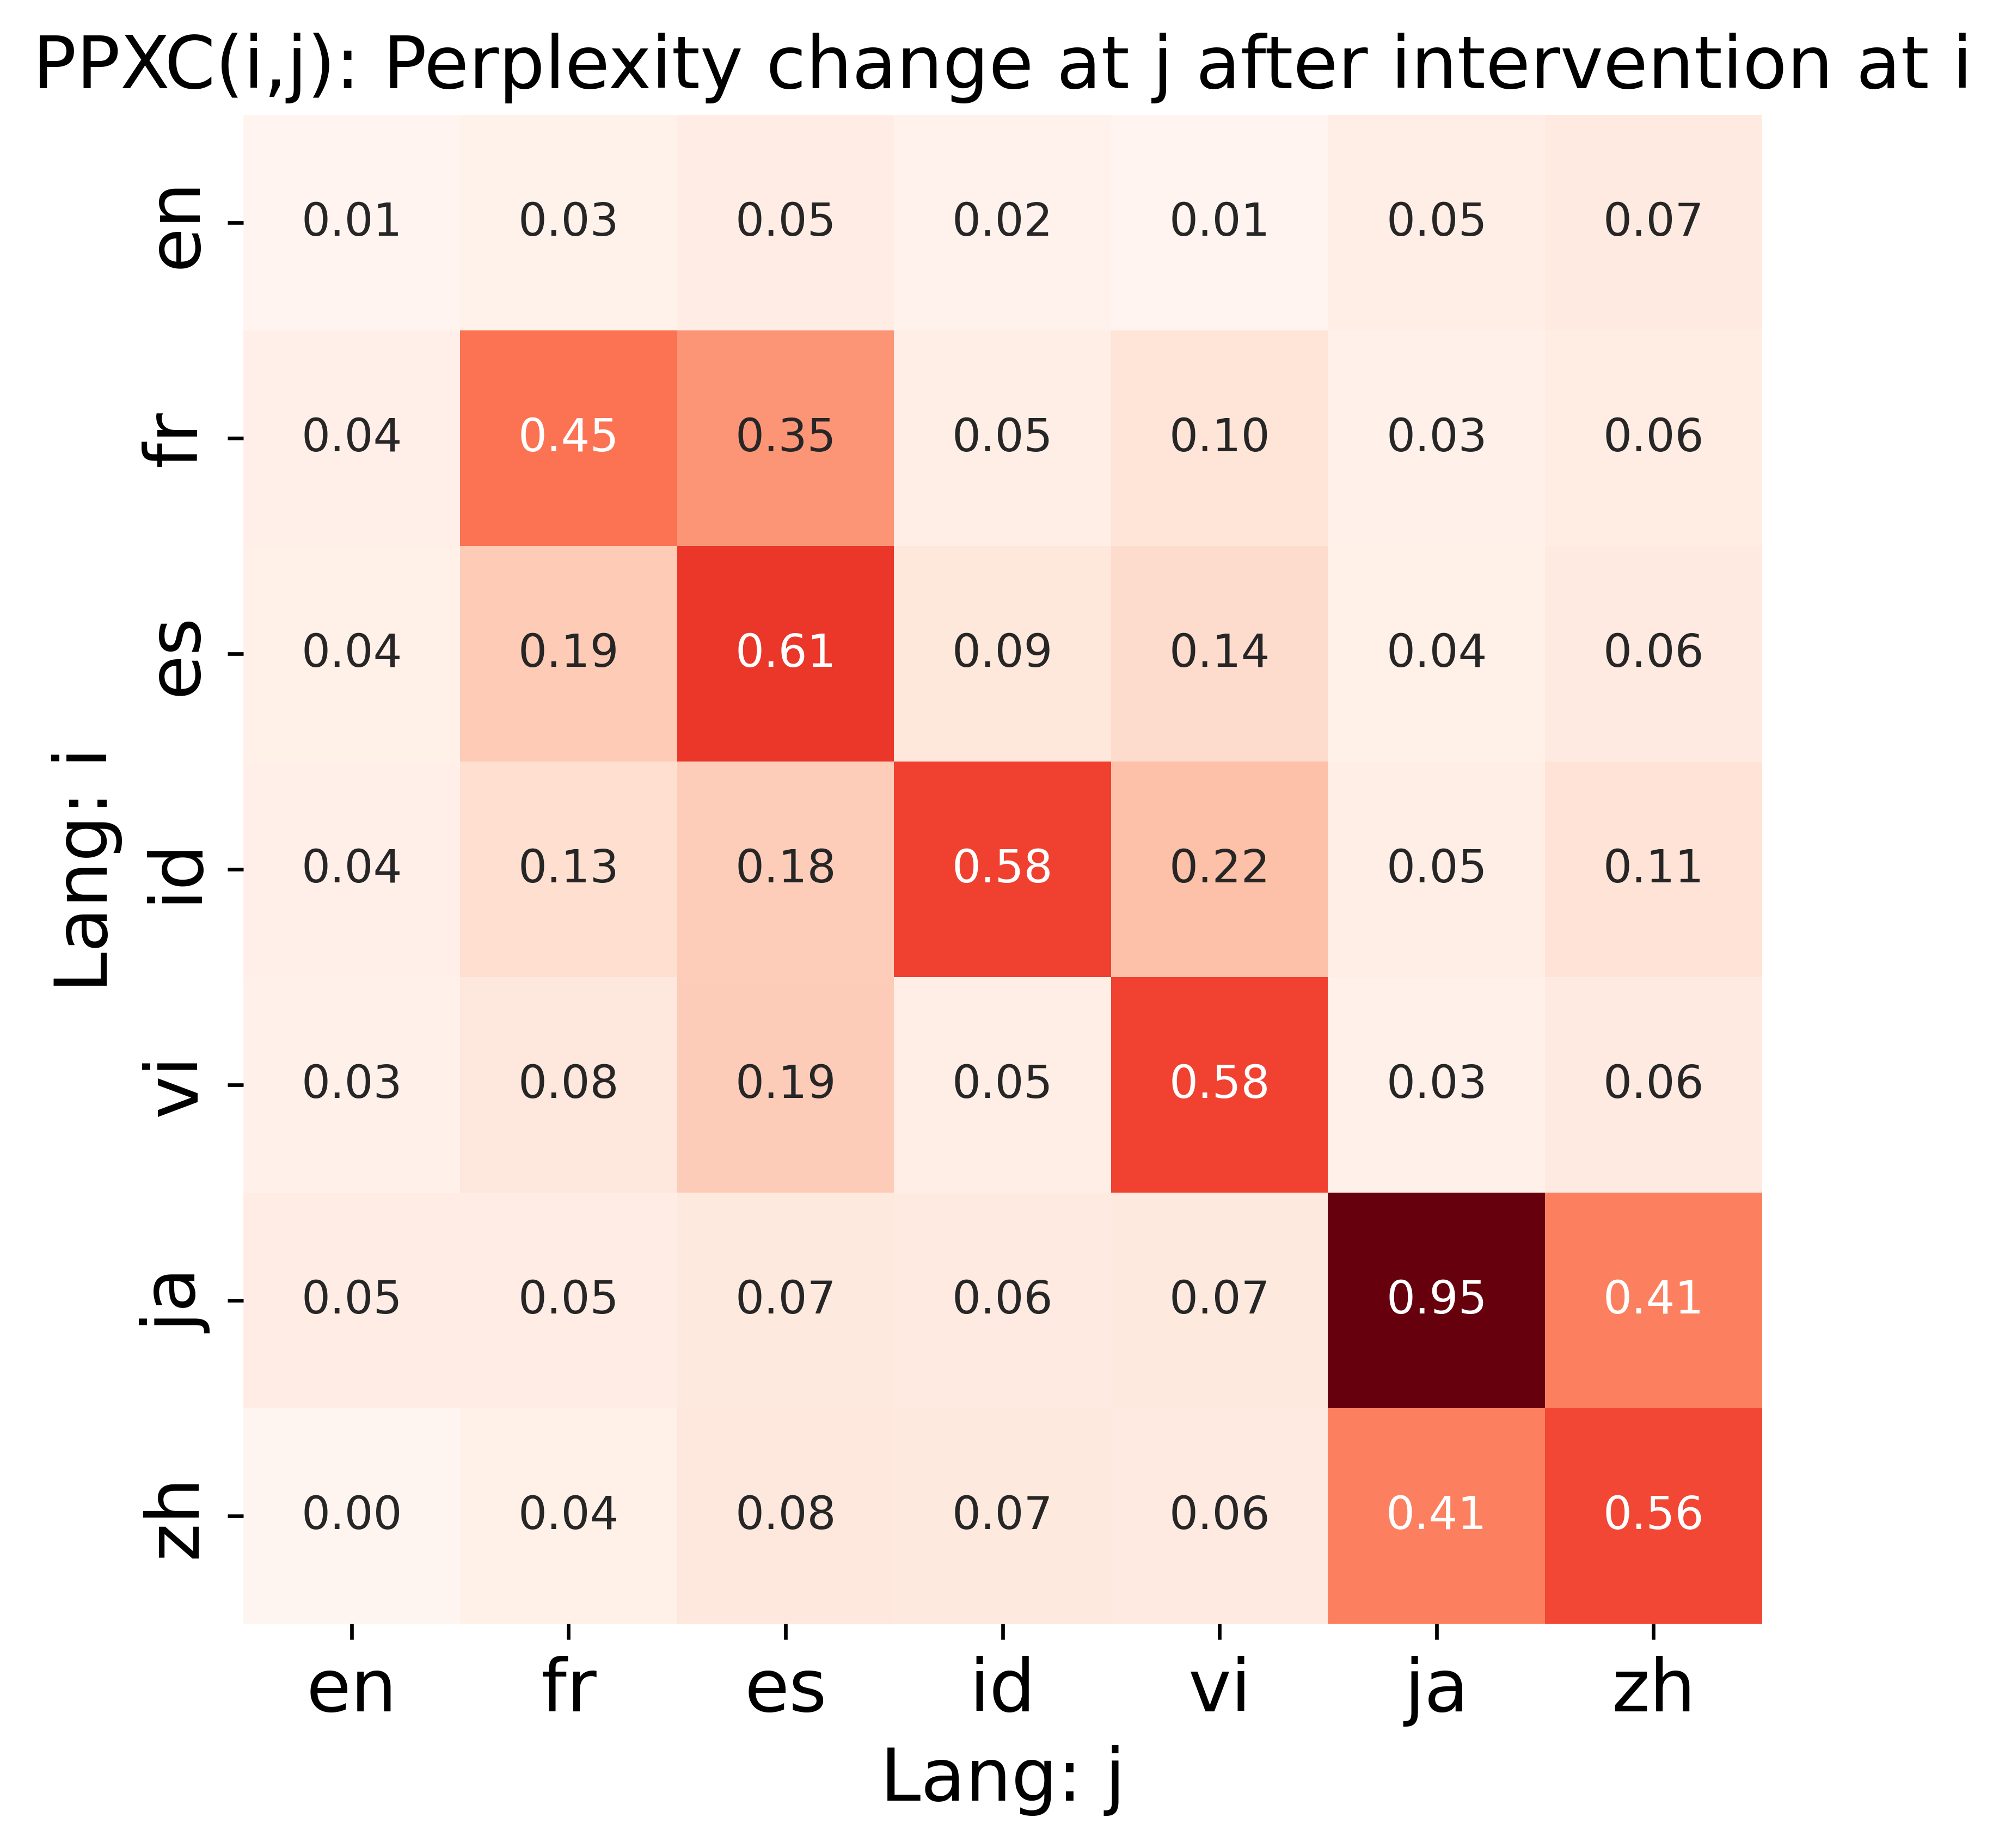 PPXC(i,j): Perplexity change at j after intervention at i
en 0.01 0.03 0.05 0.02 0.01 0.05 0.07
fr 0.04 0.45 0.35 0.05 0.10 0.03 0.06
es 0.04 0.19 0.61 0.09 0.14 0.04 0.06
Lang: i
id 0.04 0.13 0.18 0.58 0.22 0.05 0.11
vi 0.03 0.08 0.19 0.05 0.58 0.03 0.06
ja 0.05 0.05 0.07 0.06 0.07 0.95 0.41
zh 0.00 0.04 0.08 0.07 0.06 0.41 0.56
en fr es id vi ja zh
Lang: j